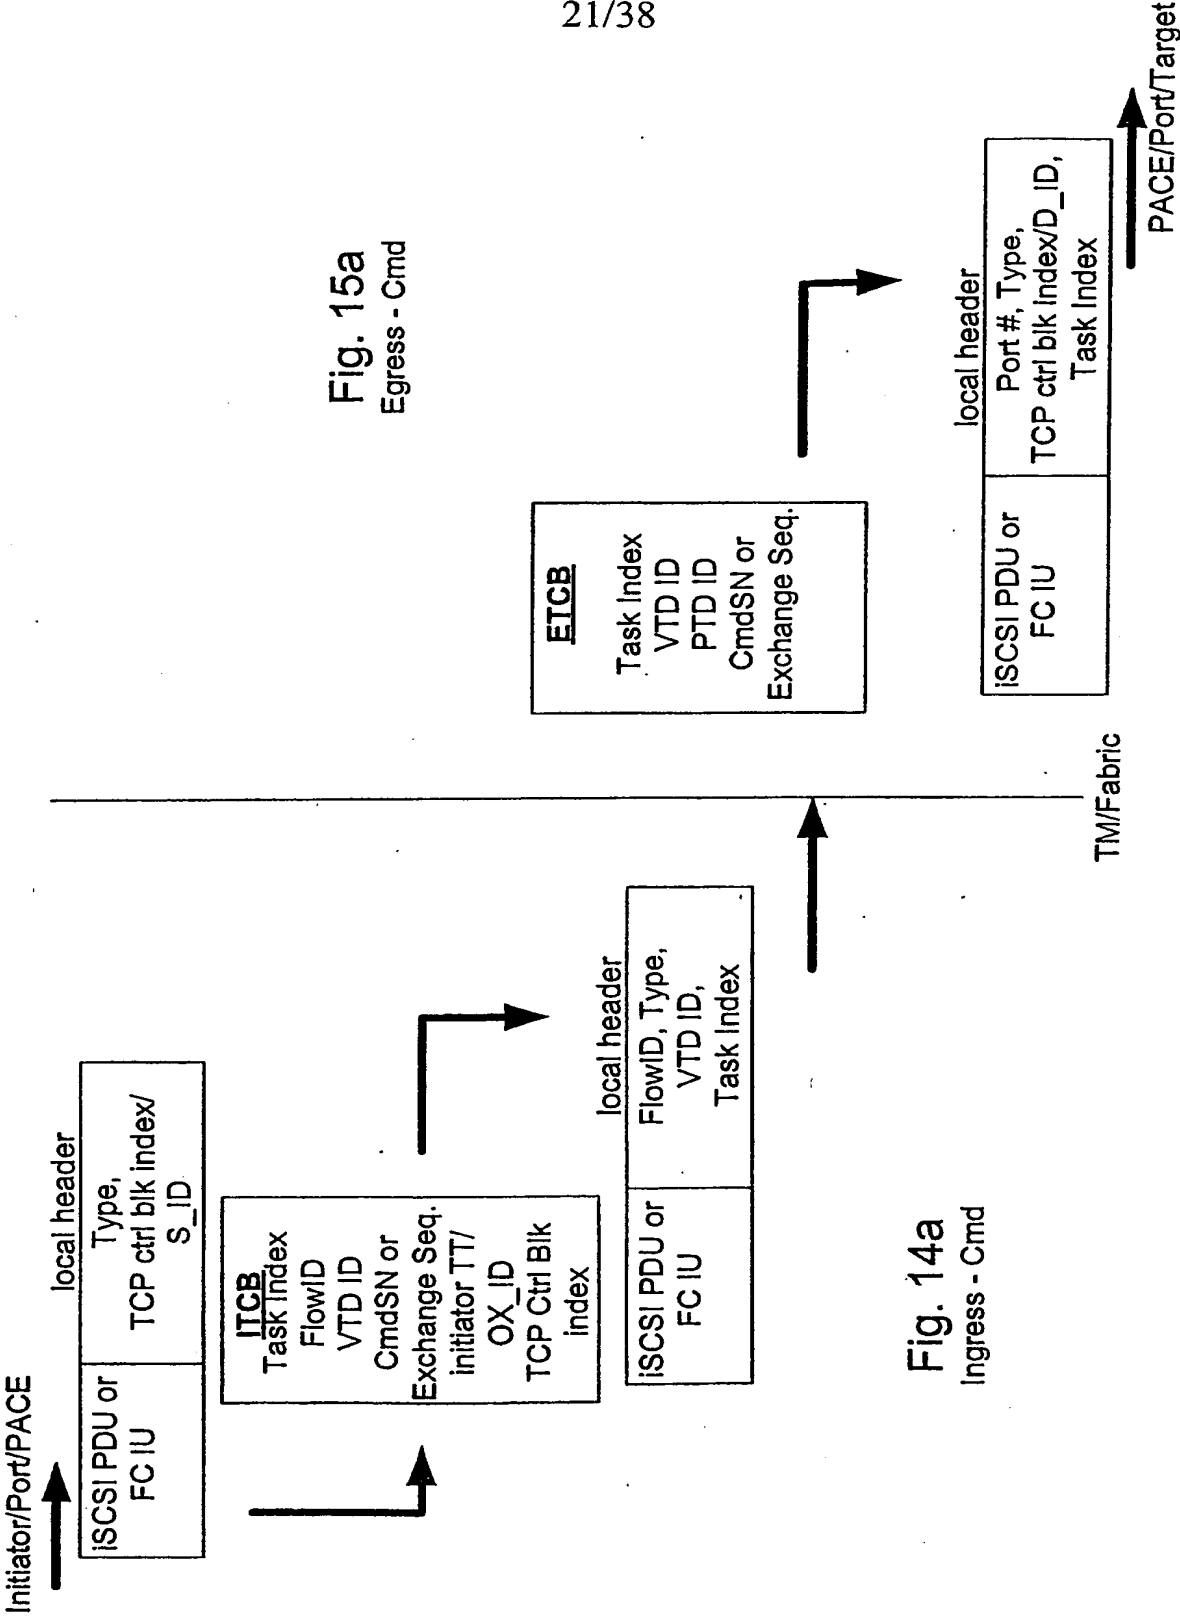 21/38
Initiator/Port/PACE
local header
iSCSI PDU or
FC IU
Type,
TCP ctrl blk index/
S_ID
ITCB
Task Index
FlowID
VTD ID
CmdSN or
Exchange Seq.
initiator TT/
OX_ID
TCP Ctrl Blk
index
local header
iSCSI PDU or
FC IU
FlowID, Type,
VTD ID,
Task Index
Fig. 14a
Ingress - Cmd
TM/Fabric
Fig. 15a
Egress - Cmd
ETCB
Task Index
VTD ID
PTD ID
CmdSN or
Exchange Seq.
local header
iSCSI PDU or
FC IU
Port #, Type,
TCP ctrl blk Index/D_ID,
Task Index
PACE/Port/Target